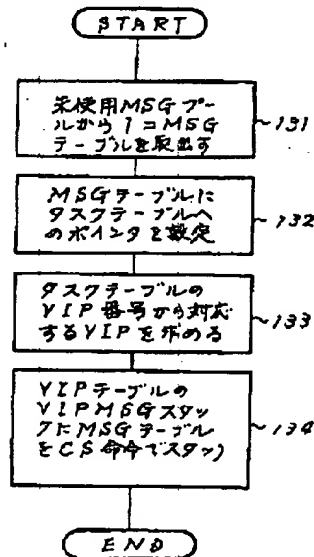 START
未使用MSGプー
ルから1コMSG
テーブルを取出す
~131
MSGテーブルに
タスクテーブルへ
のポインタを設定
~132
タスクテーブルの
VIP番号から対応
するVIPを求める
~133
VIPテーブルの
VIPMSGスタッ
クにMSGテーブル
をCS命令でスタック
~134
END